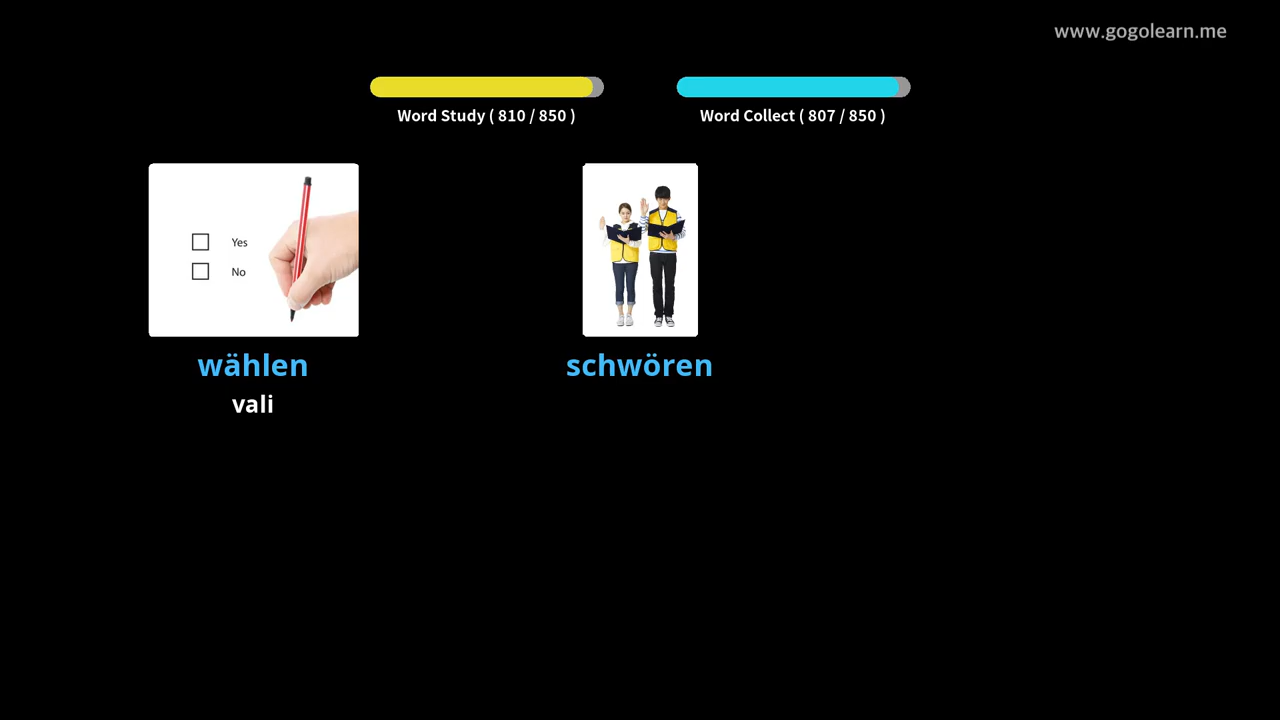 www.gogolearn.me
Word Study ( 810 / 850 )
Word Collect ( 807 / 850 )
Yes
No
wählen
schwören
vali